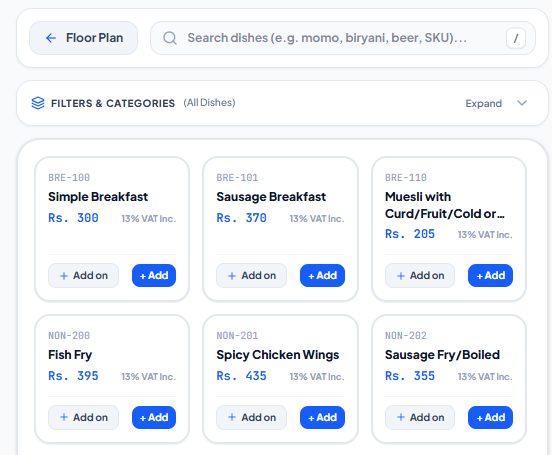 Floor Plan
Search dishes (e.g. momo, biryani, beer, SKU)...
/
FILTERS & CATEGORIES (All Dishes)
Expand
BRE-100
Simple Breakfast
Rs. 300 13% VAT Inc.
+ Add on + Add
BRE-101
Sausage Breakfast
Rs. 370 13% VAT Inc.
+ Add on + Add
BRE-110
Muesli with
Curd/Fruit/Cold or...
Rs. 205 13% VAT Inc.
+ Add on + Add
NON-200
Fish Fry
Rs. 395 13% VAT Inc.
+ Add on + Add
NON-201
Spicy Chicken Wings
Rs. 435 13% VAT Inc.
+ Add on + Add
NON-202
Sausage Fry/Boiled
Rs. 355 13% VAT Inc.
+ Add on + Add